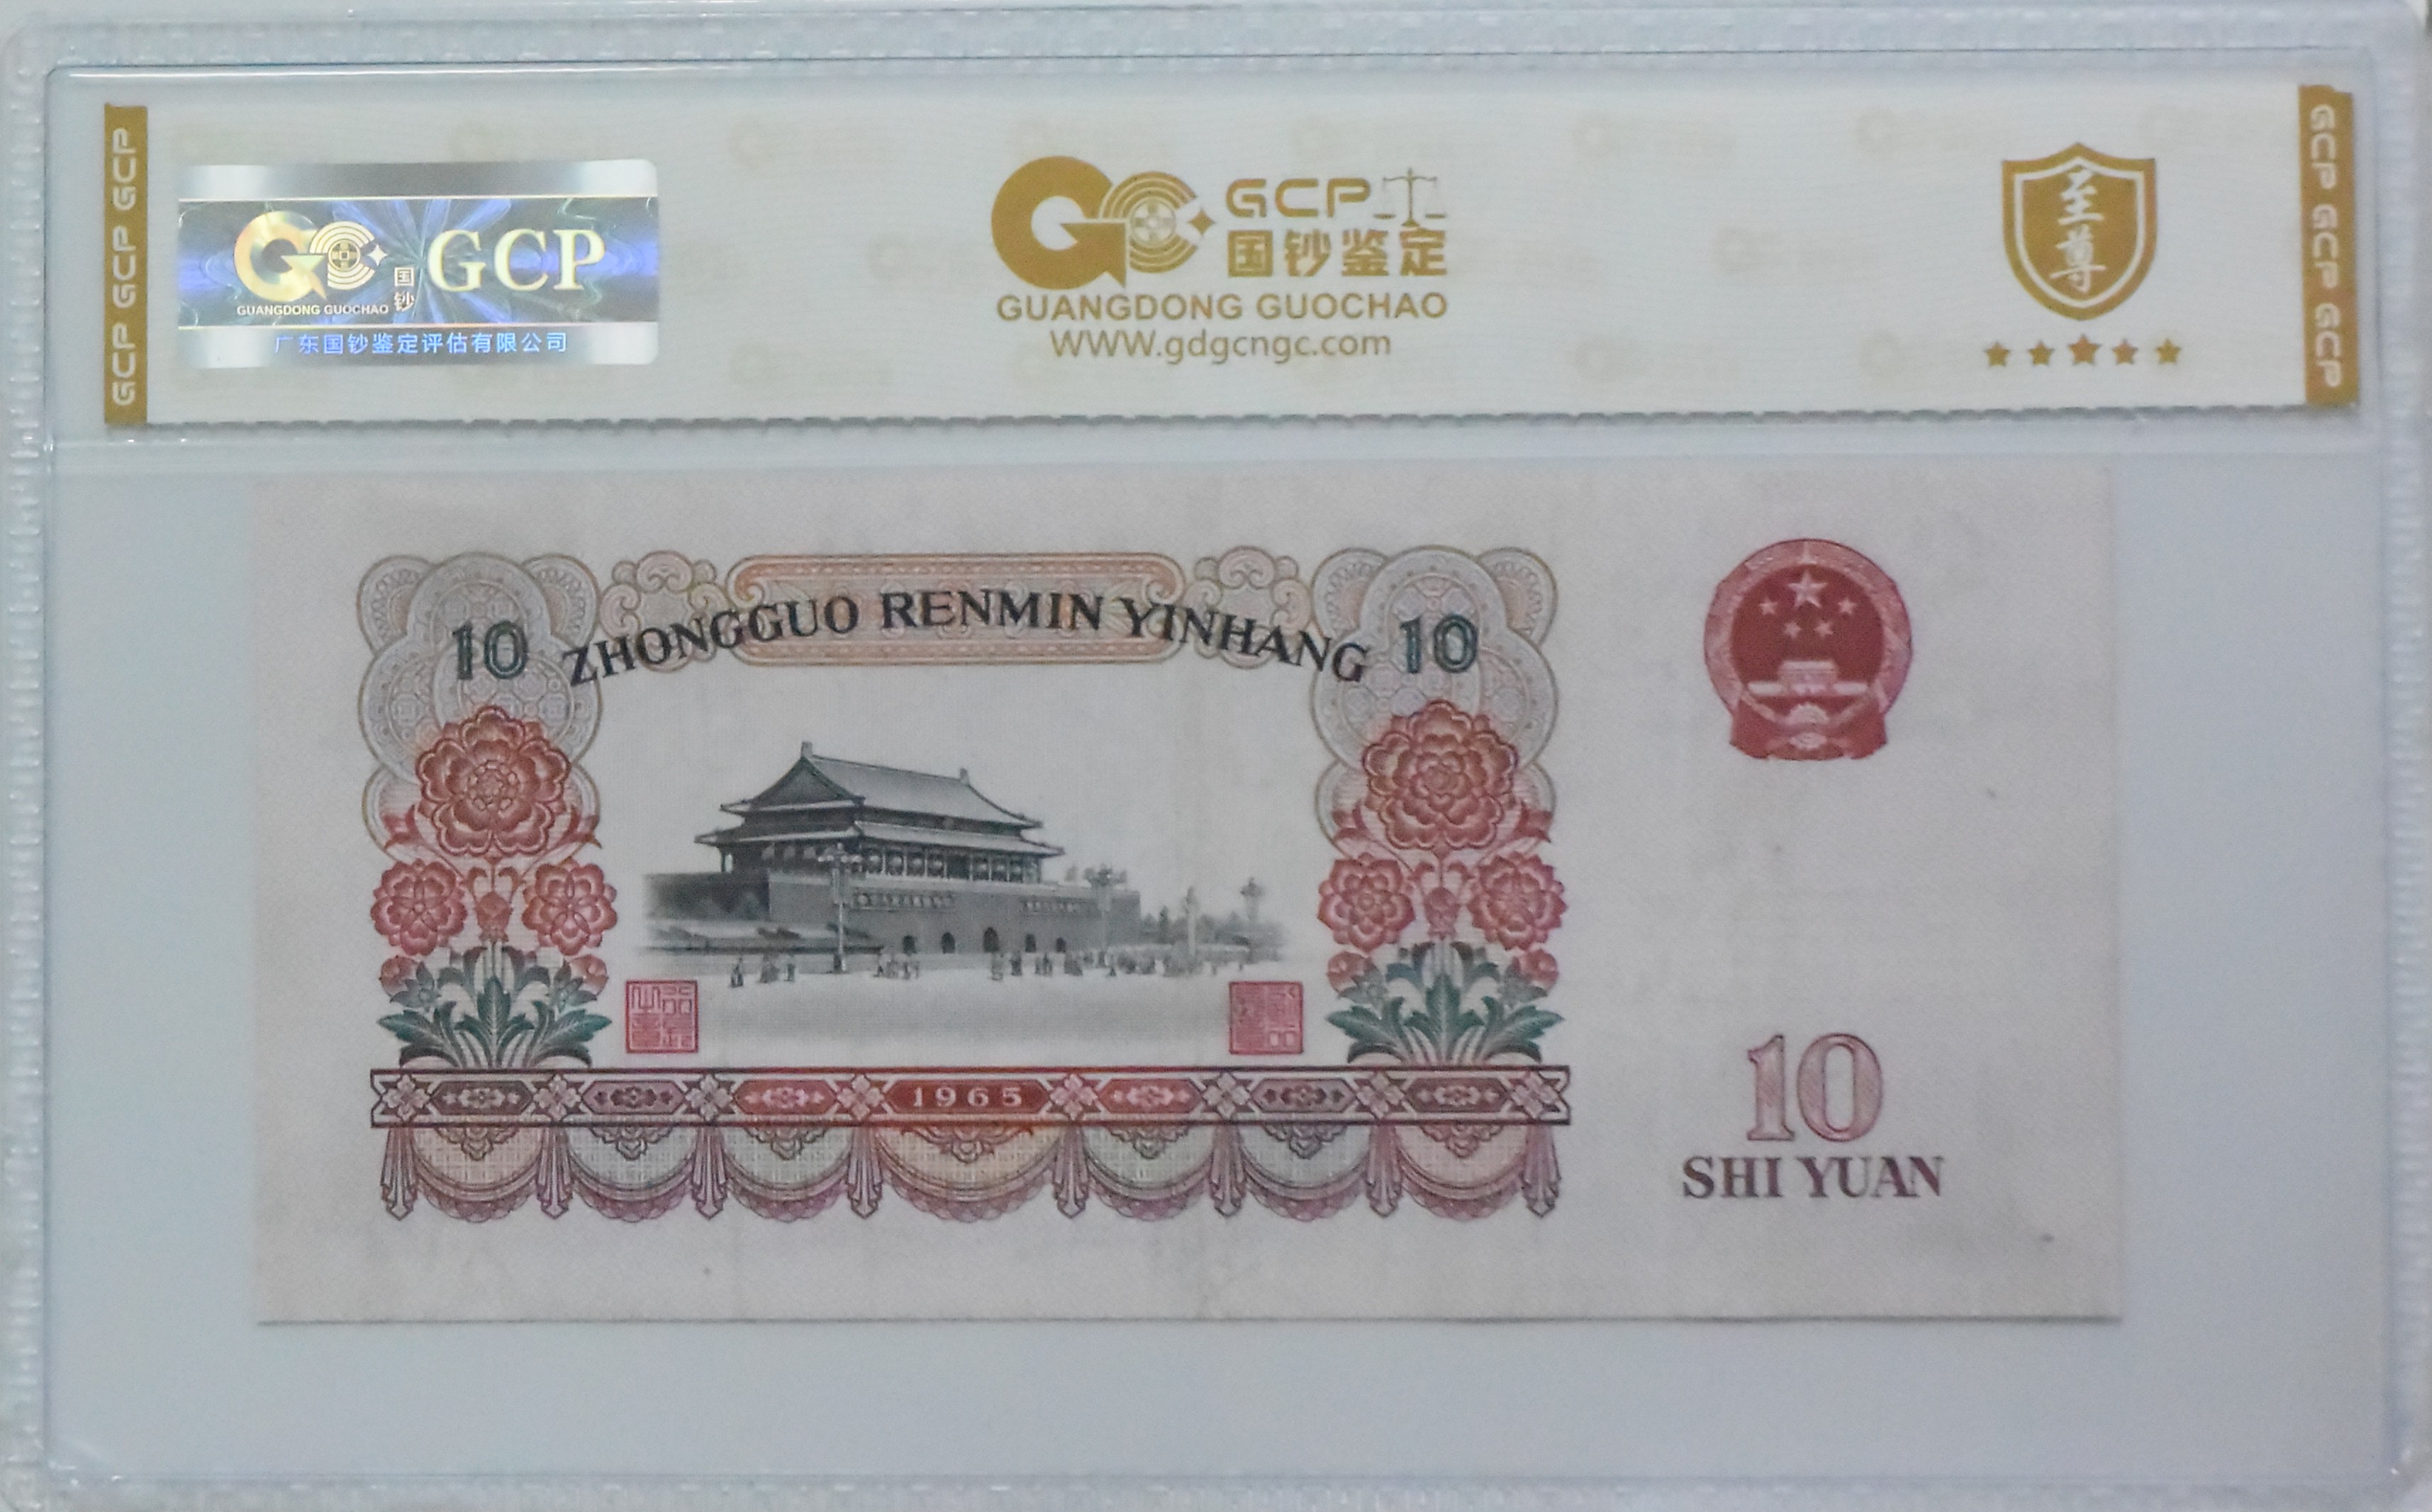 GCP GCP GCP
GCP
国钞
GUANGDONG GUOCHAO
广东国钞鉴定评估有限公司
GCP
国钞鉴定
GUANGDONG GUOCHAO
WWW.gdgcngc.com
至尊
GCP GCP GCP
10 ZHONGGUO RENMIN YINHANG 10
1965
10
SHI YUAN